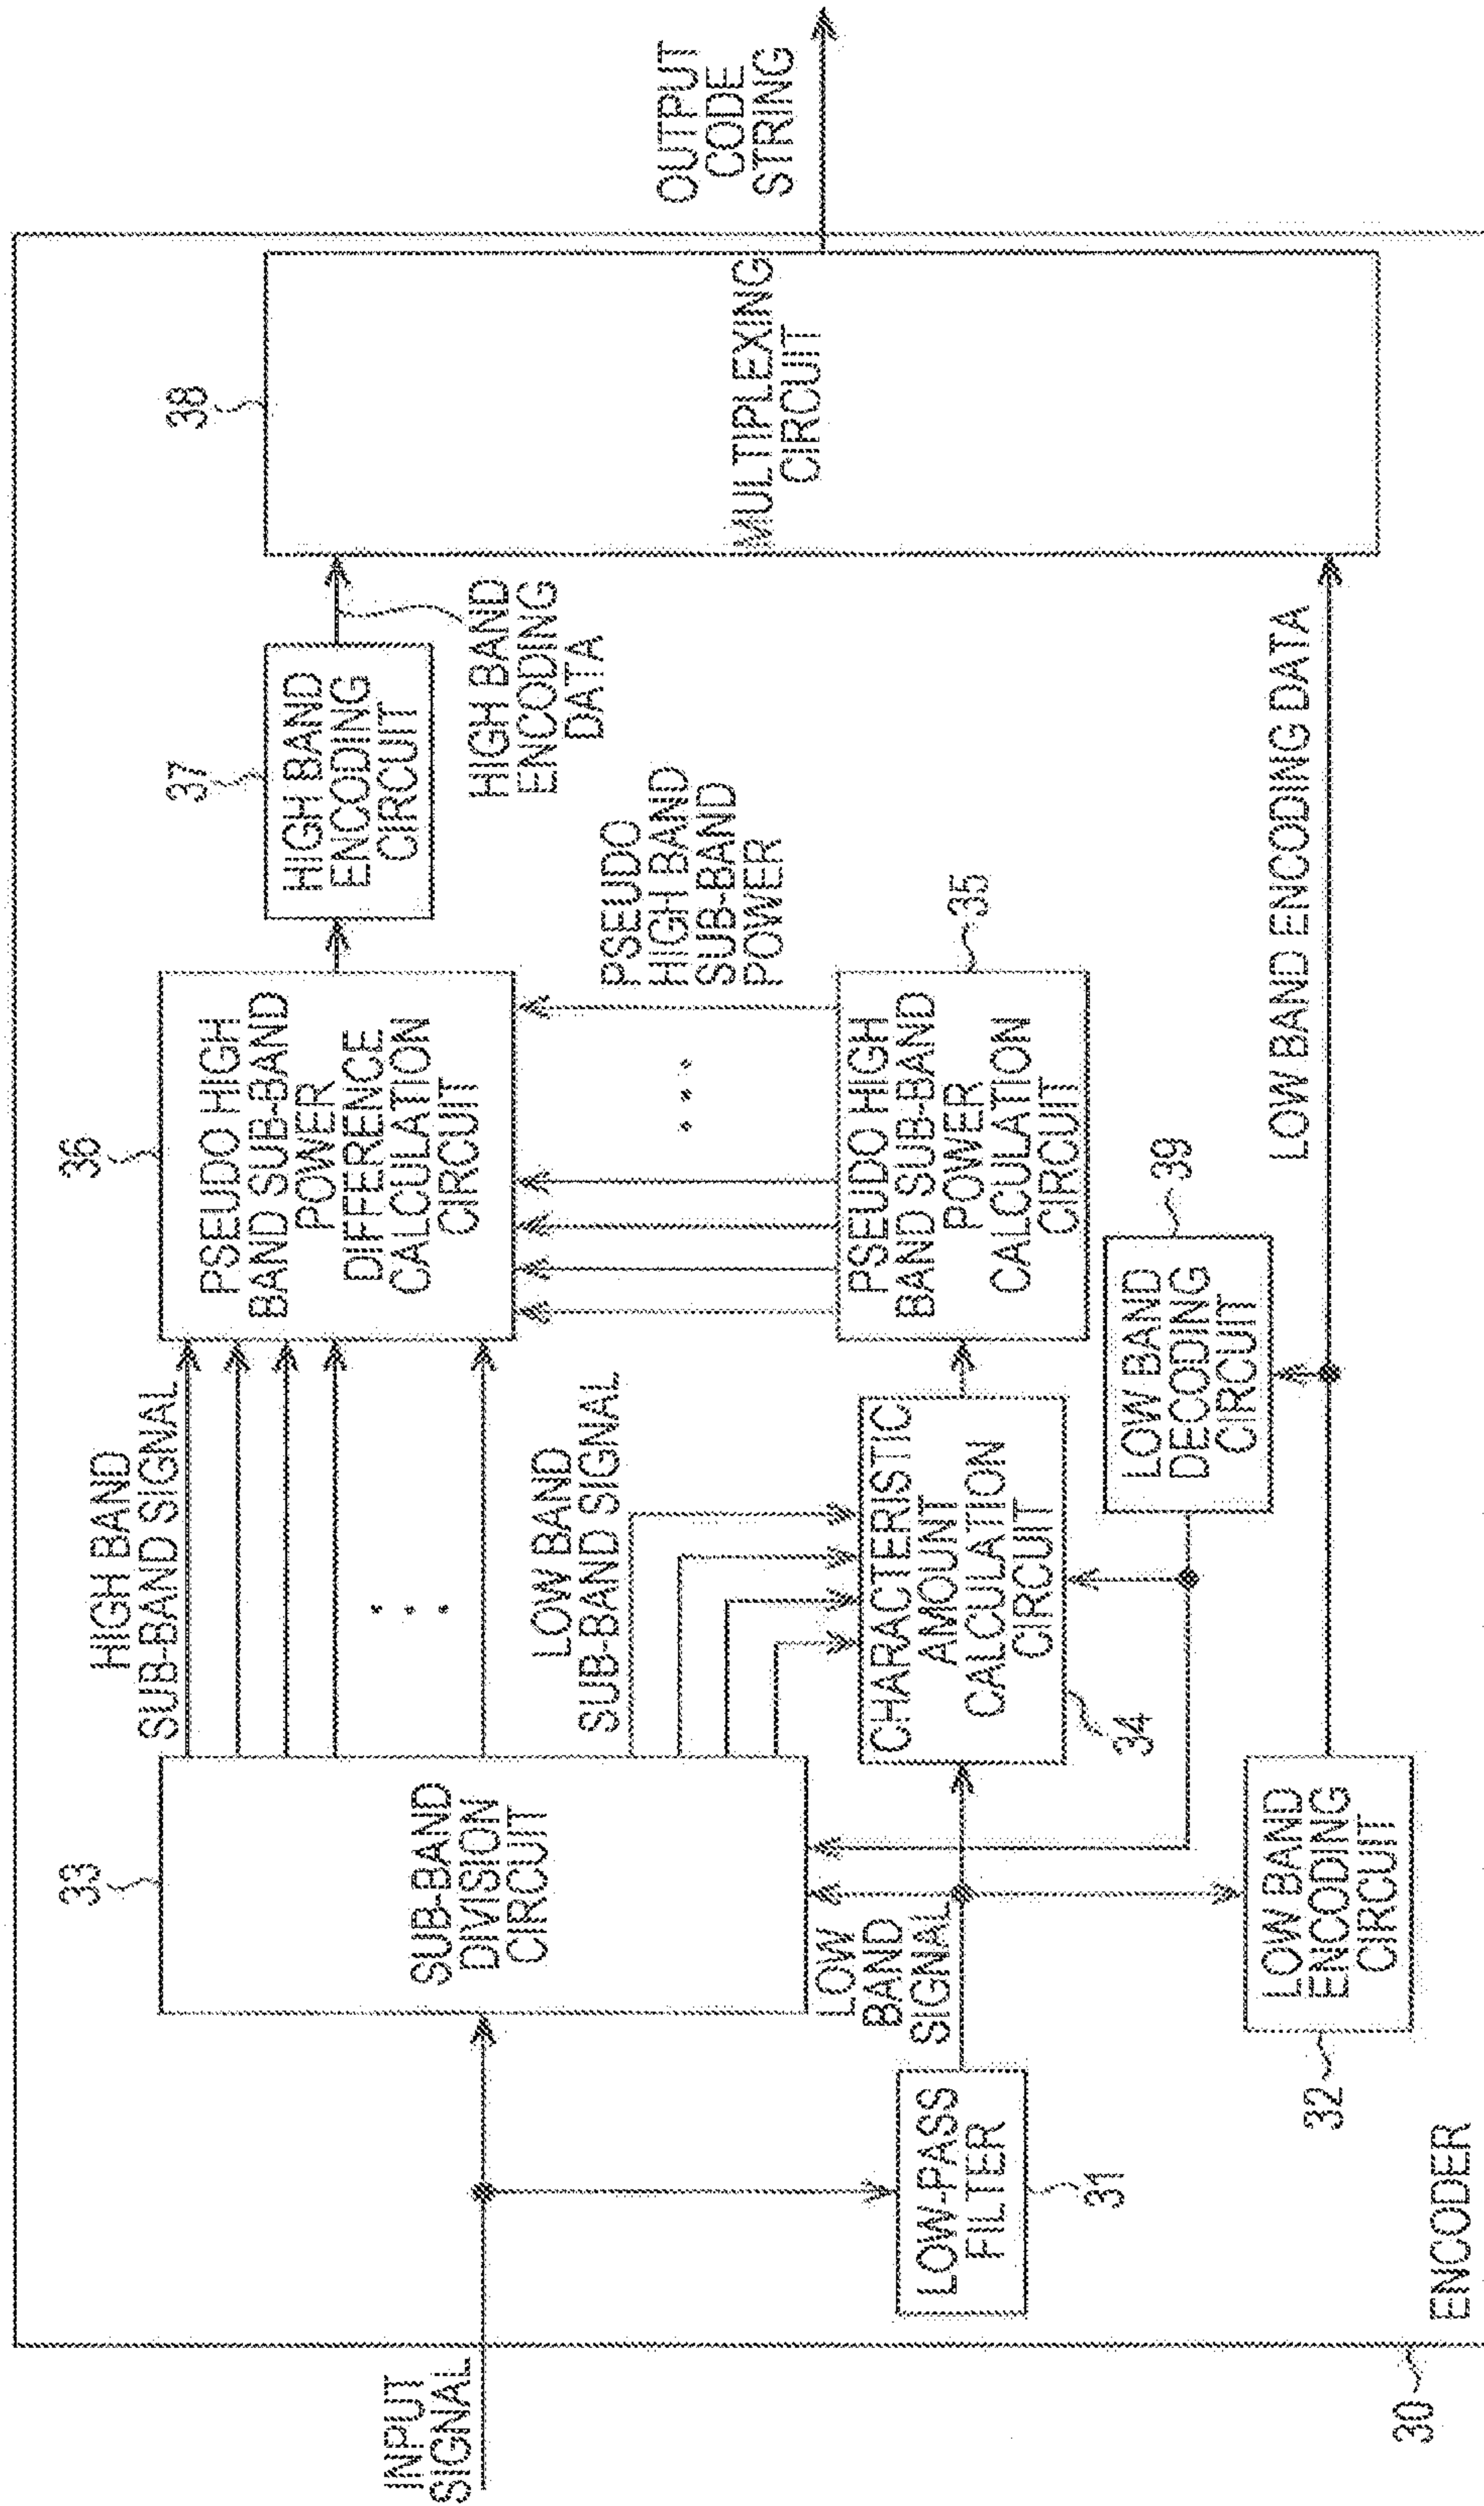 INPUT
SIGNAL
33
SUB-BAND
DIVISION
CIRCUIT
HIGH BAND
SUB-BAND SIGNAL
36
PSEUDO HIGH
BAND SUB-BAND
POWER
DIFFERENCE
CALCULATION
CIRCUIT
37
HIGH BAND
ENCODING
CIRCUIT
HIGH BAND
ENCODING
DATA
38
MULTIPLEXING
CIRCUIT
OUTPUT
CODE
STRING
LOW BAND
SUB-BAND SIGNAL
PSEUDO
HIGH BAND
SUB-BAND
POWER
LOW
BAND
SIGNAL
LOW-PASS
FILTER
31
CHARACTERISTIC
AMOUNT
CALCULATION
CIRCUIT
34
PSEUDO HIGH
BAND SUB-BAND
POWER
CALCULATION
CIRCUIT
35
LOW BAND
DECODING
CIRCUIT
39
LOW BAND
ENCODING
CIRCUIT
32
LOW BAND ENCODING DATA
ENCODER
30